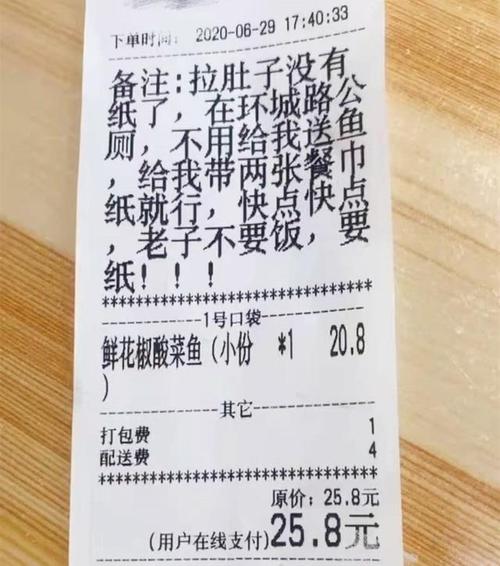 下单时间: 2020-06-29 17:40:33
备注:拉肚子没有
纸了，在环城路公
厕，不用给我送鱼
，给我带两张餐巾
纸就行，快点快点
，老子不要饭，要
纸！！！
********************************
--------1号口袋--------
鲜花椒酸菜鱼（小份 *1 20.8
）
--------其它--------
打包费 1
配送费 4
********************************
原价: 25.8元
(用户在线支付)25.8元